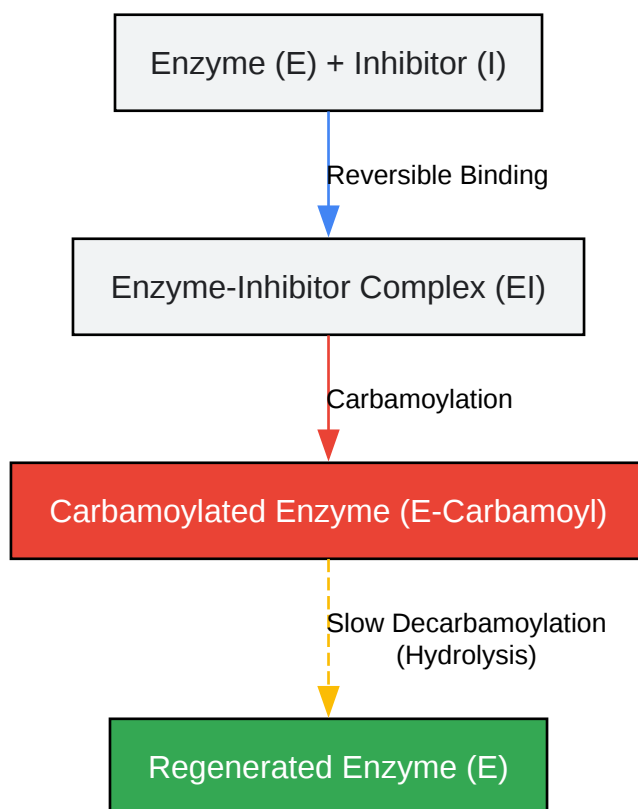 Enzyme (E) + Inhibitor (I)
Reversible Binding
Enzyme-Inhibitor Complex (EI)
Carbamoylation
Carbamoylated Enzyme (E-Carbamoyl)
Slow Decarbamoylation
(Hydrolysis)
Regenerated Enzyme (E)